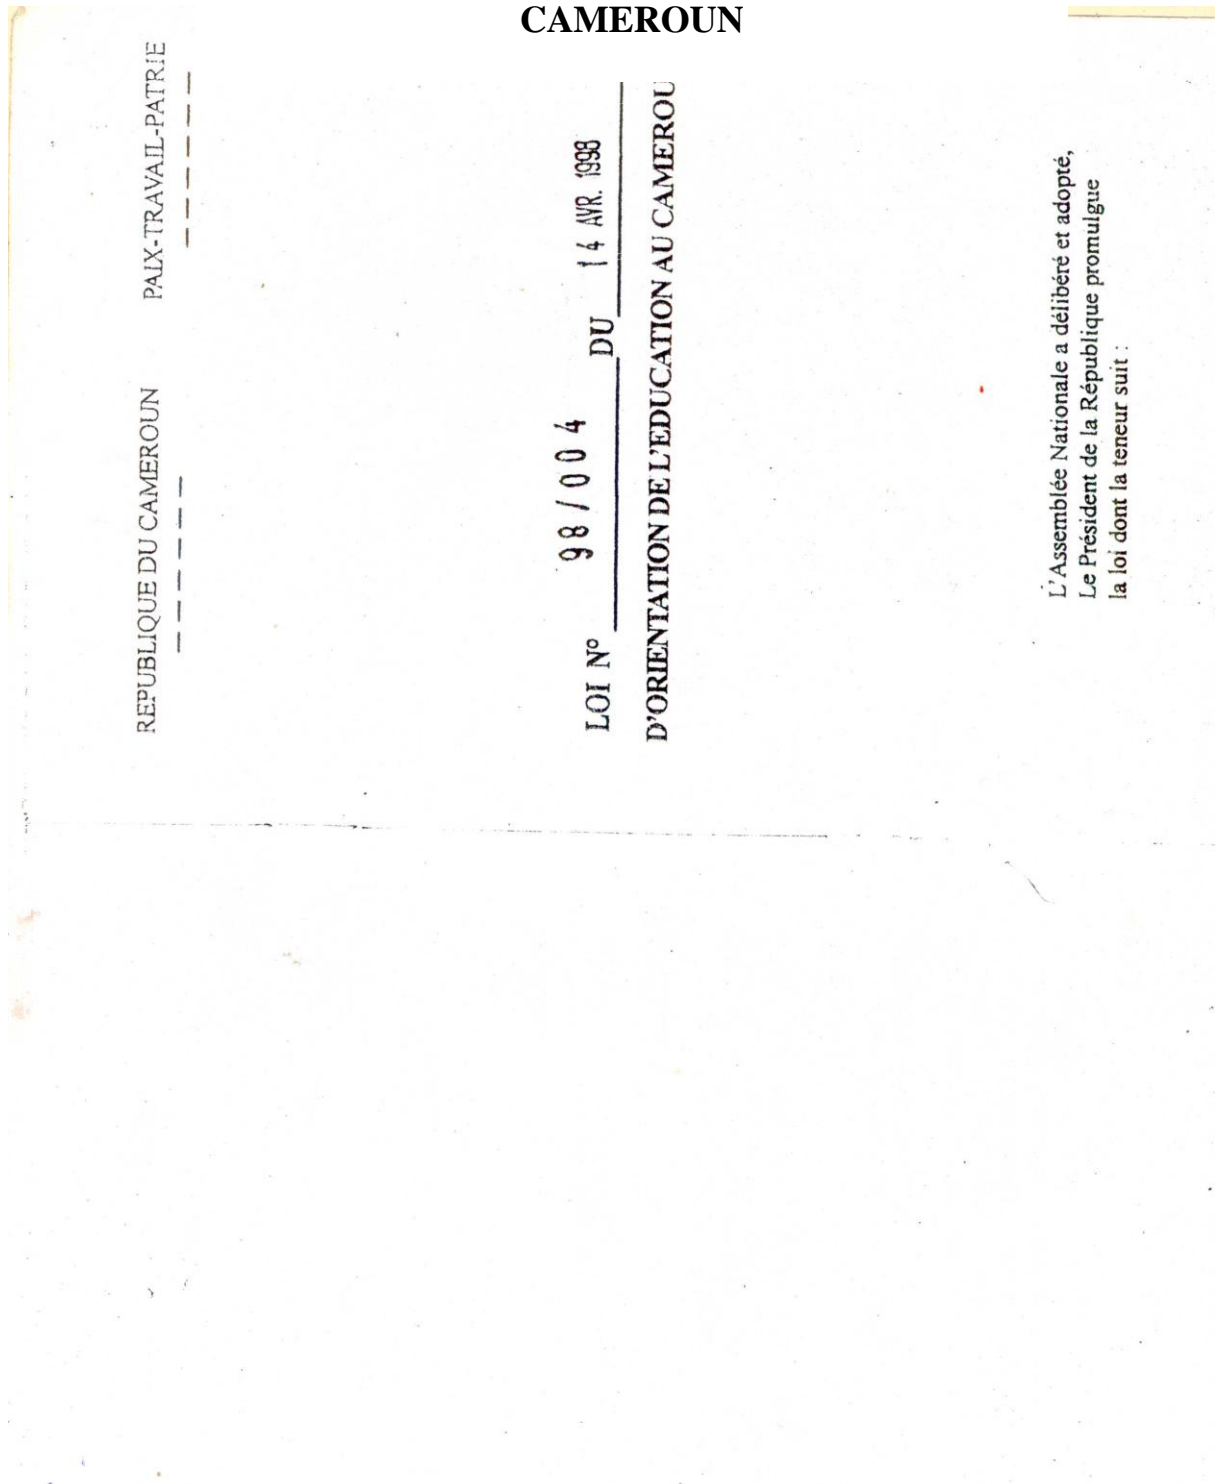 CAMEROUN
REPUBLIQUE DU CAMEROUN PAIX-TRAVAIL-PATRIE
LOI N° 98/004 DU 14 AVR. 1998
D'ORIENTATION DE L'EDUCATION AU CAMEROU
L'Assemblée Nationale a délibéré et adopté,
Le Président de la République promulgue
la loi dont la teneur suit :